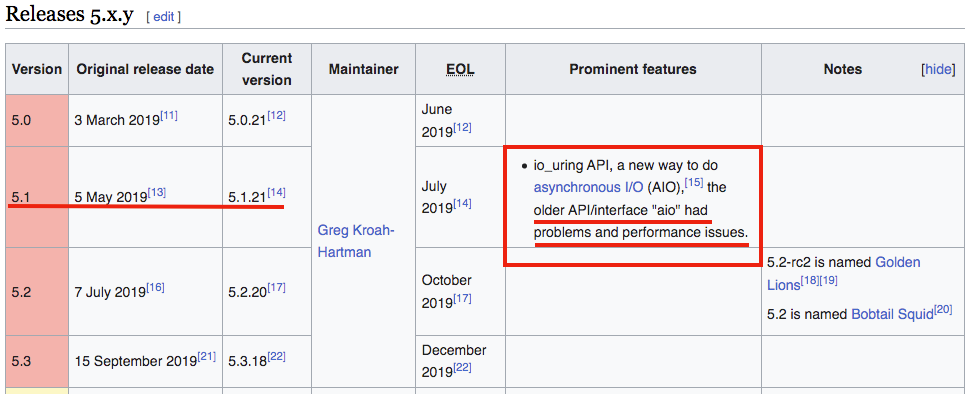 Releases 5.x.y [ edit ]
Version Original release date Current version Maintainer EOL Prominent features Notes [hide]
5.0 3 March 2019[11] 5.0.21[12] June
2019[12]
5.1 5 May 2019[13] 5.1.21[14] July
2019[14]
• io_uring API, a new way to do
asynchronous I/O (AIO),[15] the
older API/interface "aio" had
problems and performance issues.
Greg Kroah-
Hartman
5.2 7 July 2019[16] 5.2.20[17] October
2019[17]
5.2-rc2 is named Golden
Lions[18][19]
5.2 is named Bobtail Squid[20]
5.3 15 September 2019[21] 5.3.18[22] December
2019[22]